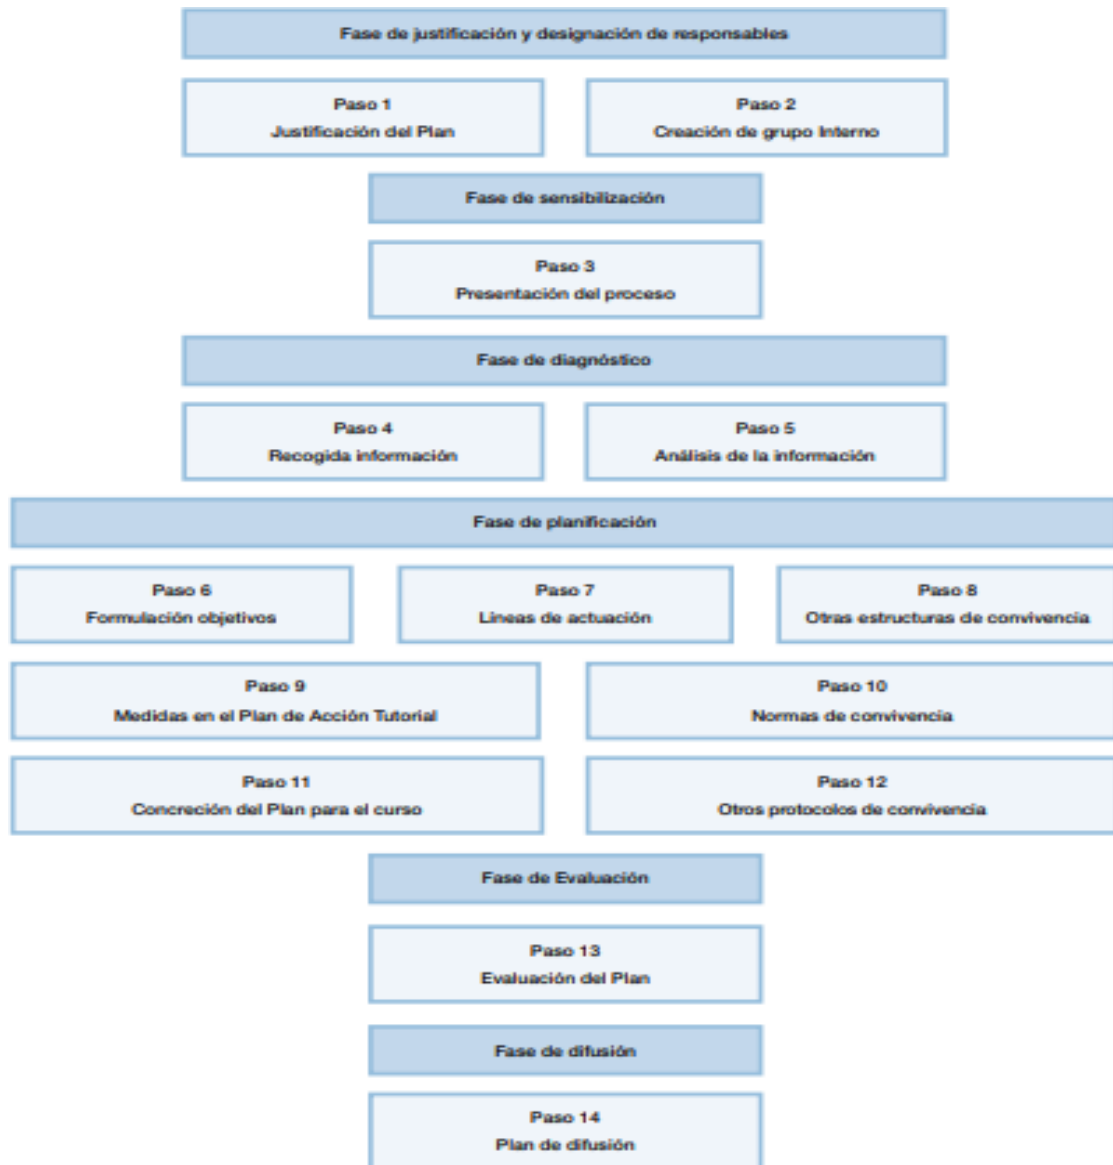 Fase de justificación y designación de responsables
Paso 1
Justificación del Plan
Paso 2
Creación de grupo Interno
Fase de sensibilización
Paso 3
Presentación del proceso
Fase de diagnóstico
Paso 4
Recogida información
Paso 5
Análisis de la información
Fase de planificación
Paso 6
Formulación objetivos
Paso 7
Líneas de actuación
Paso 8
Otras estructuras de convivencia
Paso 9
Medidas en el Plan de Acción Tutorial
Paso 10
Normas de convivencia
Paso 11
Concreción del Plan para el curso
Paso 12
Otros protocolos de convivencia
Fase de Evaluación
Paso 13
Evaluación del Plan
Fase de difusión
Paso 14
Plan de difusión